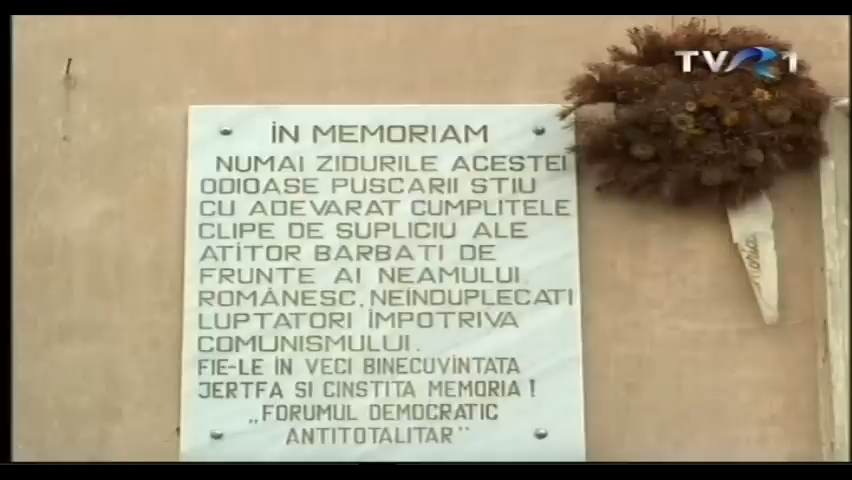 TVR1
ÎN MEMORIAM
NUMAI ZIDURILE ACESTEI
ODIOASE PUSCARII STIU
CU ADEVARAT CUMPLITELE
CLIPE DE SUPLICIU ALE
ATÎTOR BARBATI DE
FRUNTE AI NEAMULUI
ROMÂNESC, NEÎNDUPLECATI
LUPTATORI ÎMPOTRIVA
COMUNISMULUI.
FIE-LE ÎN VECI BINECUVÎNTATA
JERTFA SI CINSTITA MEMORIA!
„FORUMUL DEMOCRATIC
ANTITOTALITAR"
moria